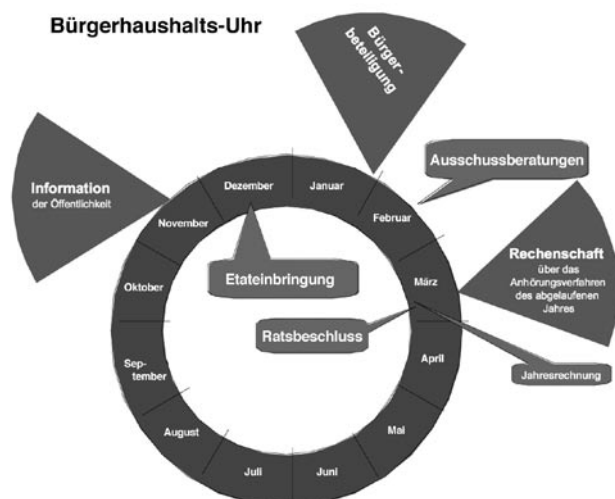 Bürgerhaushalts-Uhr
Bürger-
beteiligung
Ausschussberatungen
Information
der Öffentlichkeit
Dezember
Januar
November
Februar
Rechenschaft
über das
Anhörungsverfahren
des abgelaufenen
Jahres
Oktober
Etateinbringung
März
Ratsbeschluss
Sep-
tember
April
Jahresrechnung
August
Mai
Juli
Juni